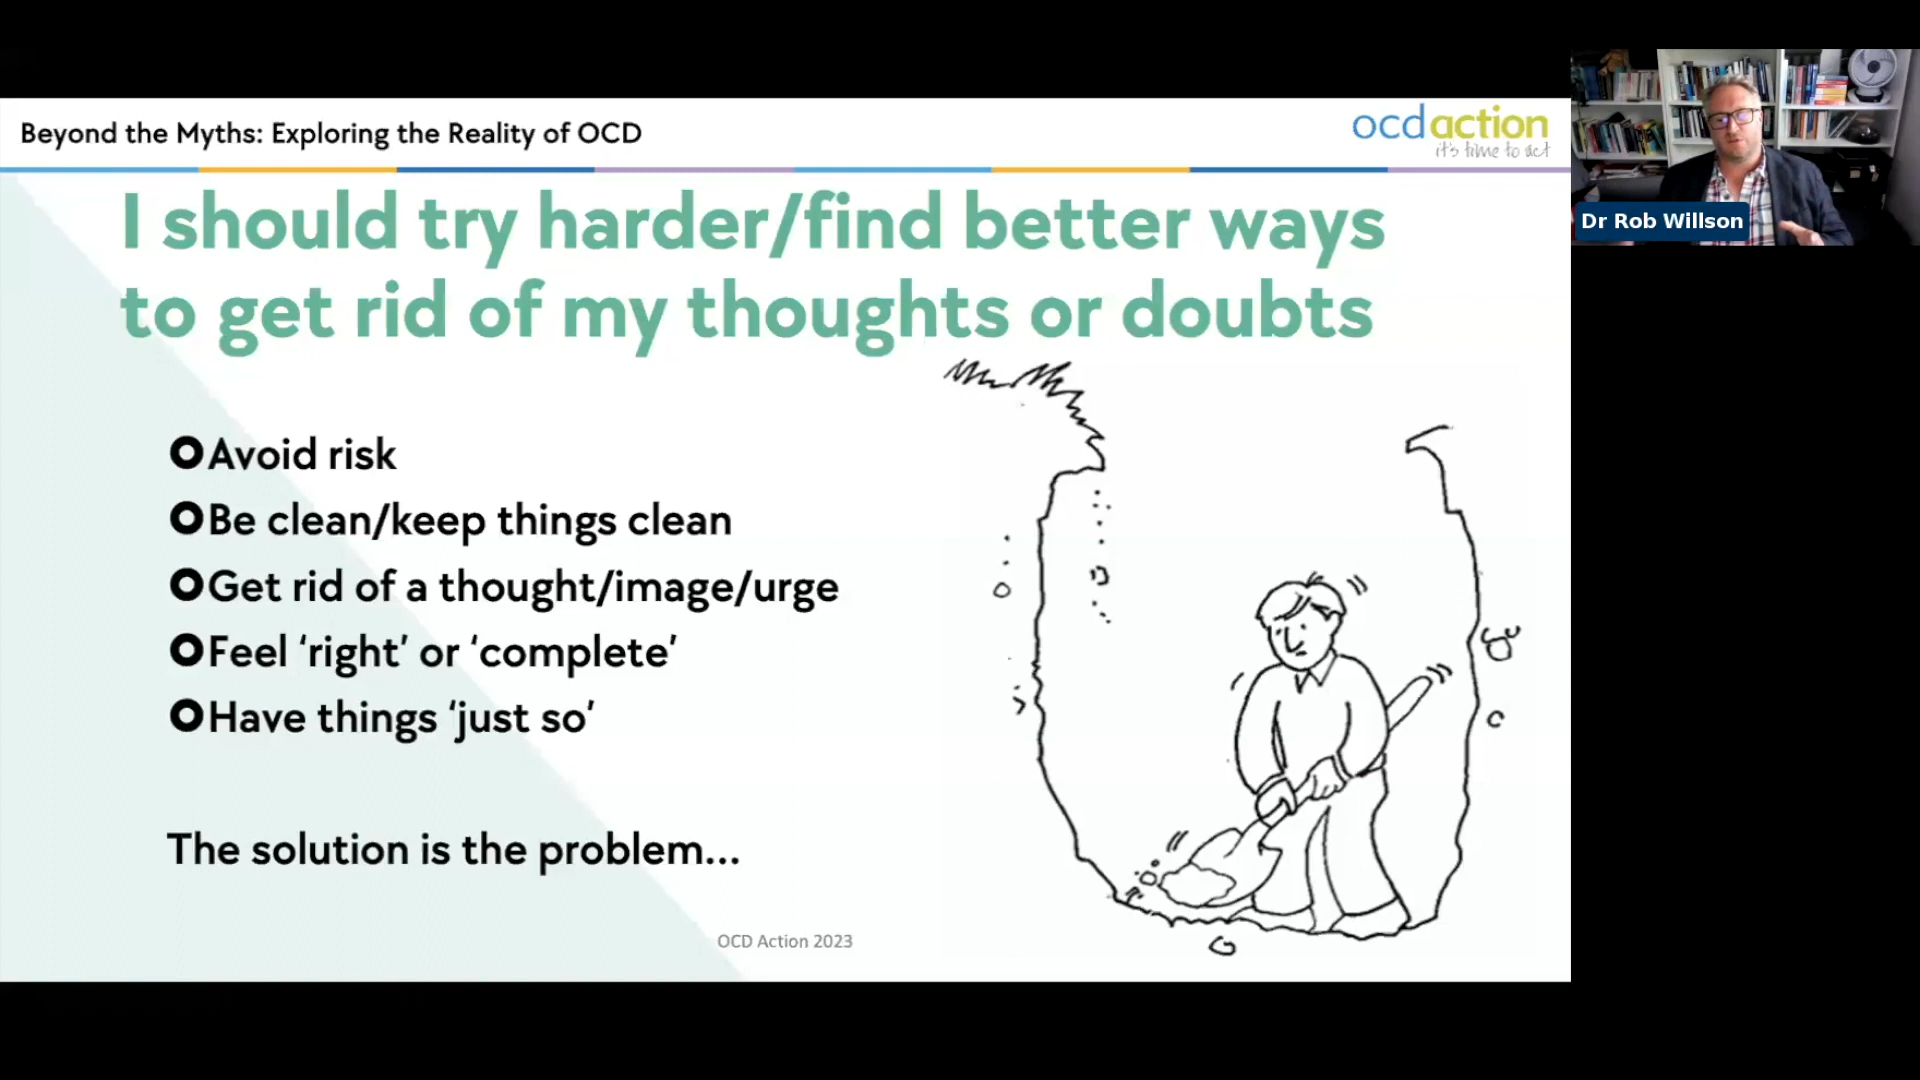 Beyond the Myths: Exploring the Reality of OCD
ocdaction
it's time to act
Dr Rob Willson
I should try harder/find better ways
to get rid of my thoughts or doubts
Avoid risk
Be clean/keep things clean
Get rid of a thought/image/urge
Feel ‘right’ or ‘complete’
Have things ‘just so’
The solution is the problem...
OCD Action 2023